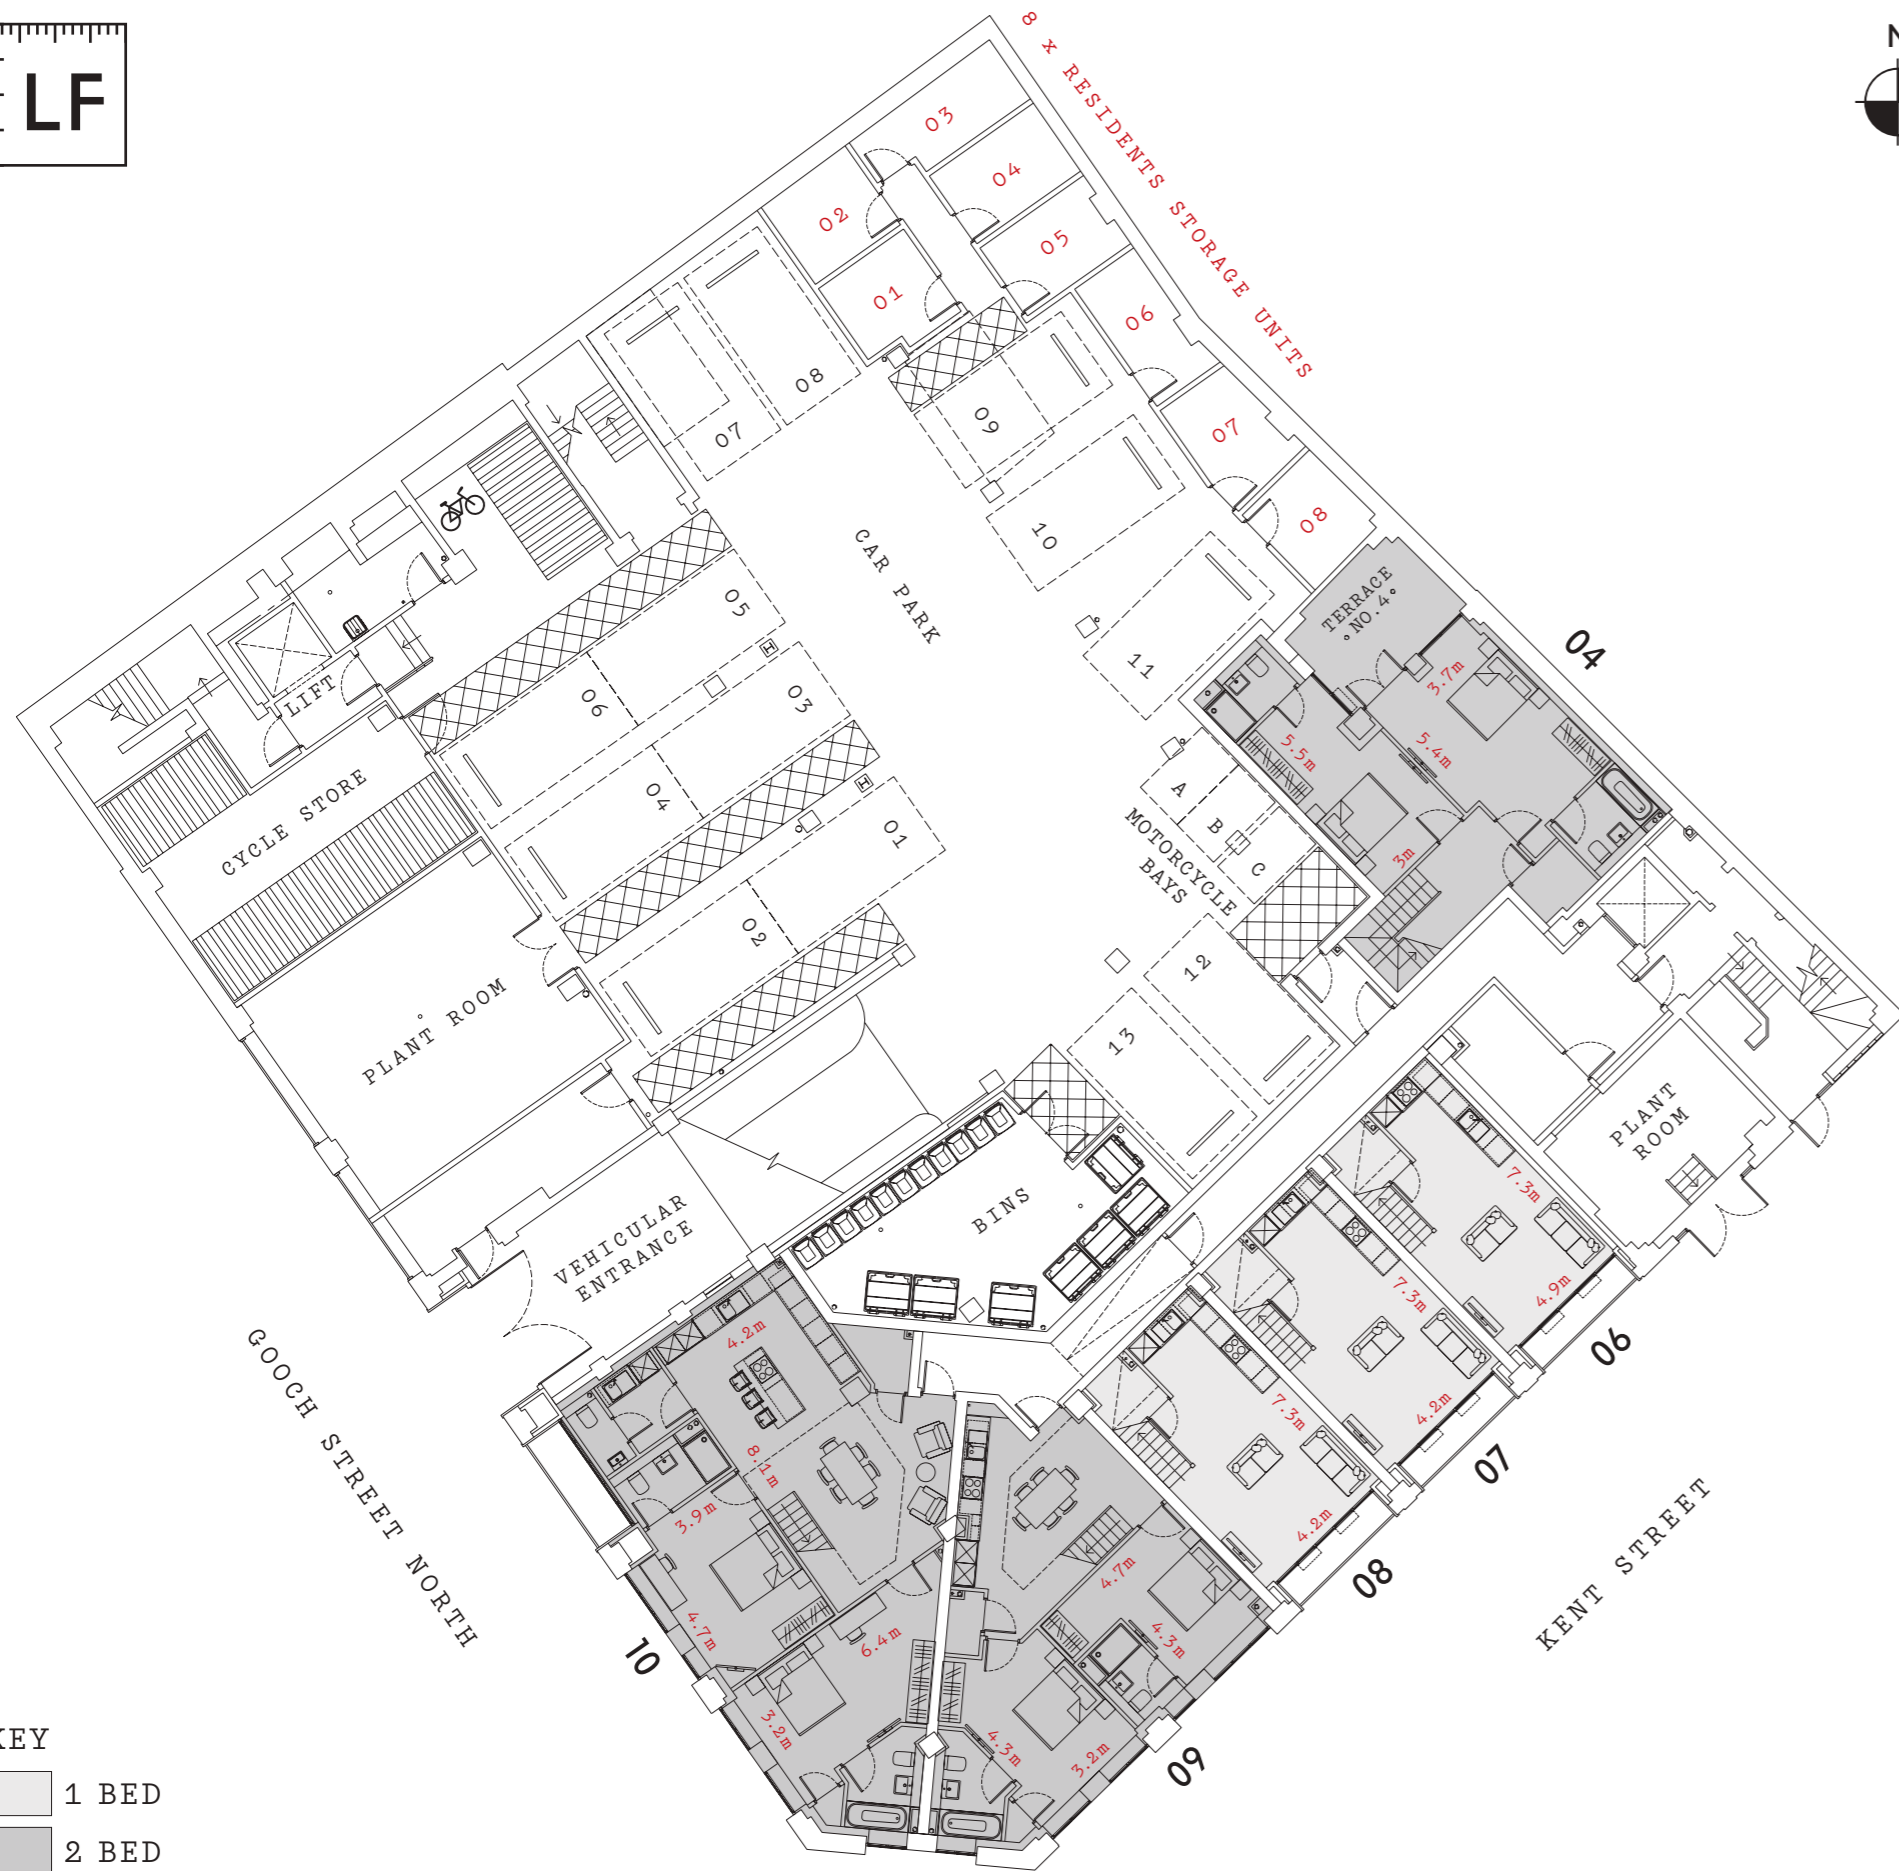 LF
N
8 x RESIDENTS STORAGE UNITS
03
04
02
05
01
06
07
08
08
07
09
10
11
CAR PARK
05
06
03
04
01
02
H
H
LIFT
CYCLE STORE
PLANT ROOM
TERRACE
NO.4
04
3.7m
5.4m
5.5m
3m
A
B
C
MOTORCYCLE
BAYS
12
13
BINS
VEHICULAR
ENTRANCE
PLANT
ROOM
7.3m
4.9m
06
7.3m
4.2m
07
7.3m
4.2m
08
KENT STREET
GOOCH STREET NORTH
4.2m
8.1m
3.9m
4.7m
6.4m
3.2m
10
4.7m
4.3m
4.3m
3.2m
09
KEY
1 BED
2 BED